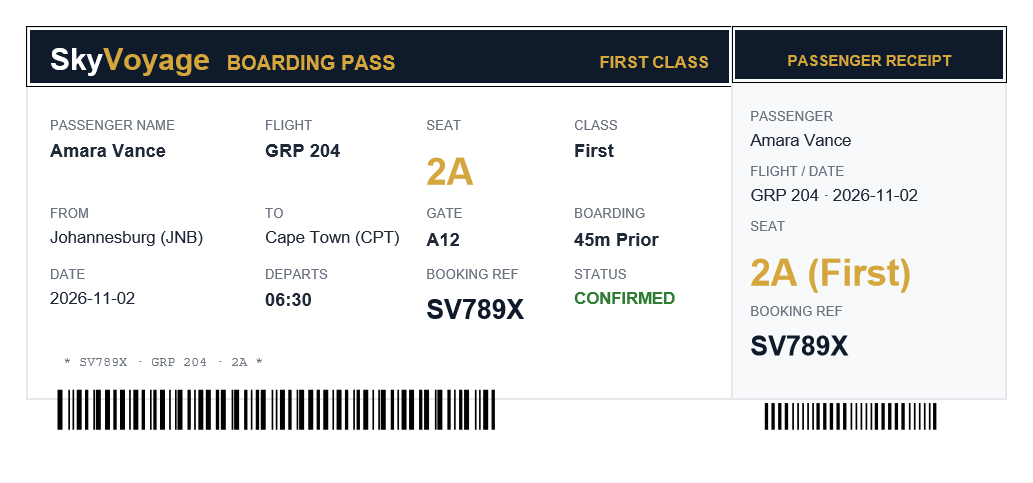 SkyVoyage BOARDING PASS FIRST CLASS
PASSENGER NAME FLIGHT SEAT CLASS
Amara Vance GRP 204 2A First
FROM TO GATE BOARDING
Johannesburg (JNB) Cape Town (CPT) A12 45m Prior
DATE DEPARTS BOOKING REF STATUS
2026-11-02 06:30 SV789X CONFIRMED
* SV789X · GRP 204 · 2A *
PASSENGER RECEIPT
PASSENGER
Amara Vance
FLIGHT / DATE
GRP 204 · 2026-11-02
SEAT
2A (First)
BOOKING REF
SV789X